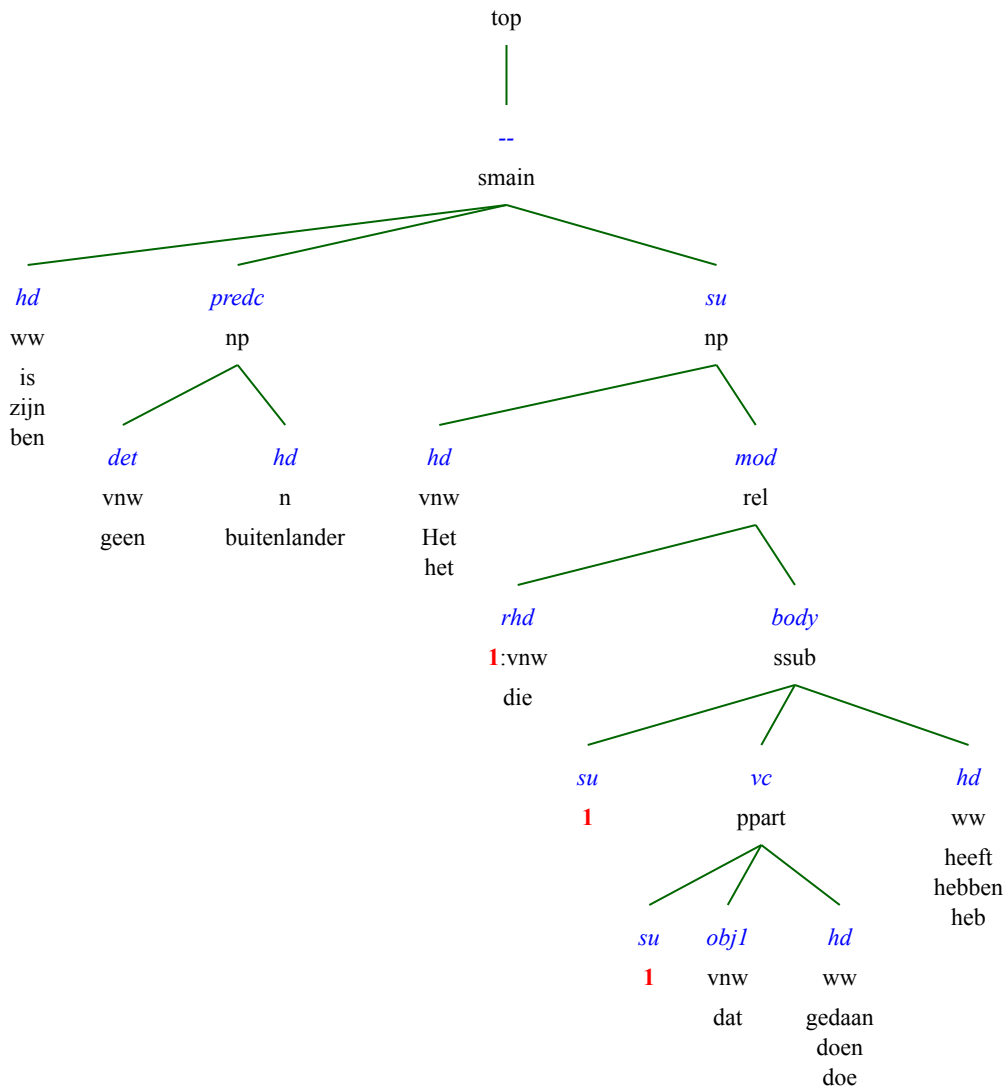 top
--
smain
hd predc su
ww np np
is
zijn
ben
det hd hd mod
vnw n vnw rel
geen buitenlander Het
het
rhd body
1:vnw ssub
die
su vc hd
1 ppart ww
heeft
hebben
heb
su obj1 hd
1 vnw ww
dat gedaan
doen
doe